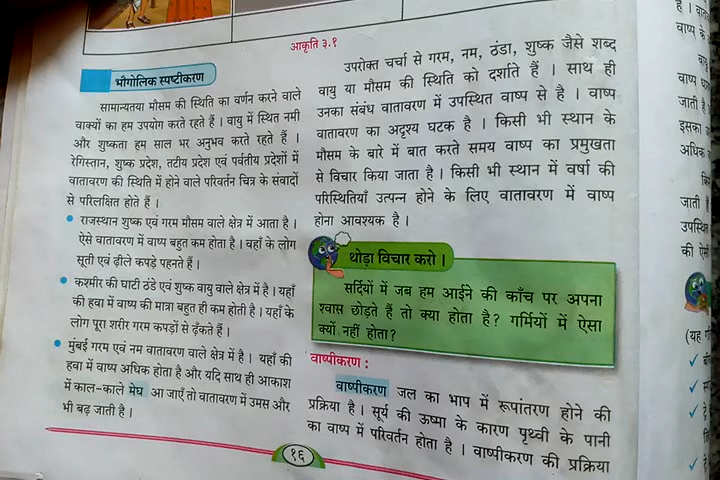 आकृति ३.१
भौगोलिक स्पष्टीकरण
सामान्यतया मौसम की स्थिति का वर्णन करने वाले
वाक्यों का हम उपयोग करते रहते हैं । वायु में स्थित नमी
और शुष्कता हम साल भर अनुभव करते रहते हैं ।
रेगिस्तान, शुष्क प्रदेश, तटीय प्रदेश एवं पर्वतीय प्रदेशों में
वातावरण की स्थिति में होने वाले परिवर्तन चित्र के संवादों
से परिलक्षित होते हैं ।
• राजस्थान शुष्क एवं गरम मौसम वाले क्षेत्र में आता है ।
ऐसे वातावरण में वाष्प बहुत कम होता है । वहाँ के लोग
सूती एवं ढ़ीले कपड़े पहनते हैं ।
• कश्मीर की घाटी ठंडे एवं शुष्क वायु वाले क्षेत्र में है । यहाँ
की हवा में वाष्प की मात्रा बहुत ही कम होती है । यहाँ के
लोग पूरा शरीर गरम कपड़ों से ढ़ँकते हैं ।
• मुंबई गरम एवं नम वातावरण वाले क्षेत्र में है । यहाँ की
हवा में वाष्प अधिक होता है और यदि साथ ही आकाश
में काल-काले मेघ आ जाएँ तो वातावरण में उमस और
भी बढ़ जाती है ।
उपरोक्त चर्चा से गरम, नम, ठंडा, शुष्क जैसे शब्द
वायु या मौसम की स्थिति को दर्शाते हैं । साथ ही
उनका संबंध वातावरण में उपस्थित वाष्प से है । वाष्प
वातावरण का अदृश्य घटक है । किसी भी स्थान के
मौसम के बारे में बात करते समय वाष्प का प्रमुखता
से विचार किया जाता है । किसी भी स्थान में वर्षा की
परिस्थितियाँ उत्पन्न होने के लिए वातावरण में वाष्प
होना आवश्यक है ।
थोड़ा विचार करो ।
सर्दियों में जब हम आईने की काँच पर अपना
श्वास छोड़ते हैं तो क्या होता है? गर्मियों में ऐसा
क्यों नहीं होता?
वाष्पीकरण :
वाष्पीकरण जल का भाप में रूपांतरण होने की
प्रक्रिया है । सूर्य की ऊष्मा के कारण पृथ्वी के पानी
का वाष्प में परिवर्तन होता है । वाष्पीकरण की प्रक्रिया
१६
वाष्प के
जाती है
इसका
अधिक
जाती
उपस्थि
की ऐसी
(यह